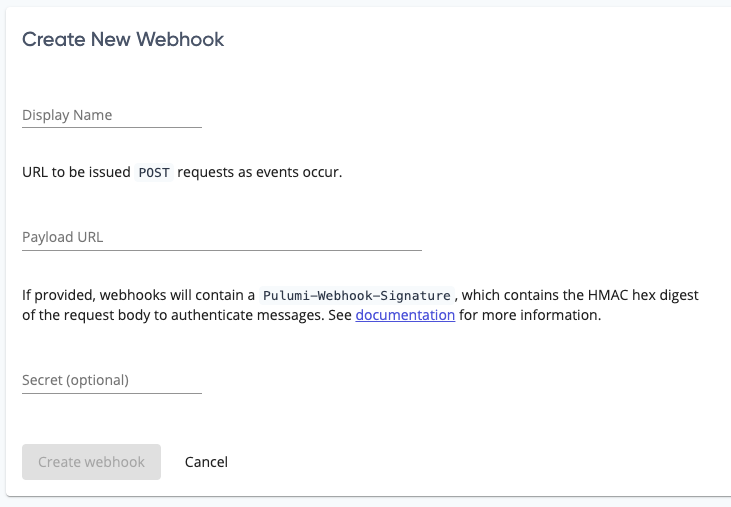 Create New Webhook
Display Name
URL to be issued POST requests as events occur.
Payload URL
If provided, webhooks will contain a Pulumi-Webhook-Signature, which contains the HMAC hex digest
of the request body to authenticate messages. See documentation for more information.
Secret (optional)
Create webhook Cancel